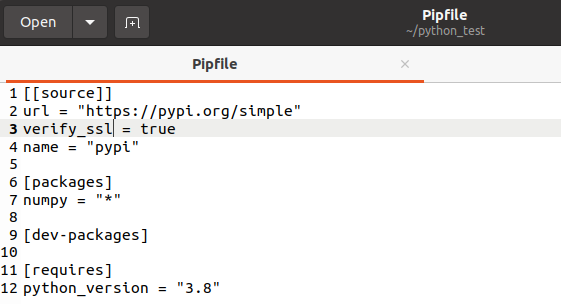 Open
Pipfile
~/python_test
Pipfile ×
1 [[source]]
2 url = "https://pypi.org/simple"
3 verify_ssl = true
4 name = "pypi"
5
6 [packages]
7 numpy = "*"
8
9 [dev-packages]
10
11 [requires]
12 python_version = "3.8"